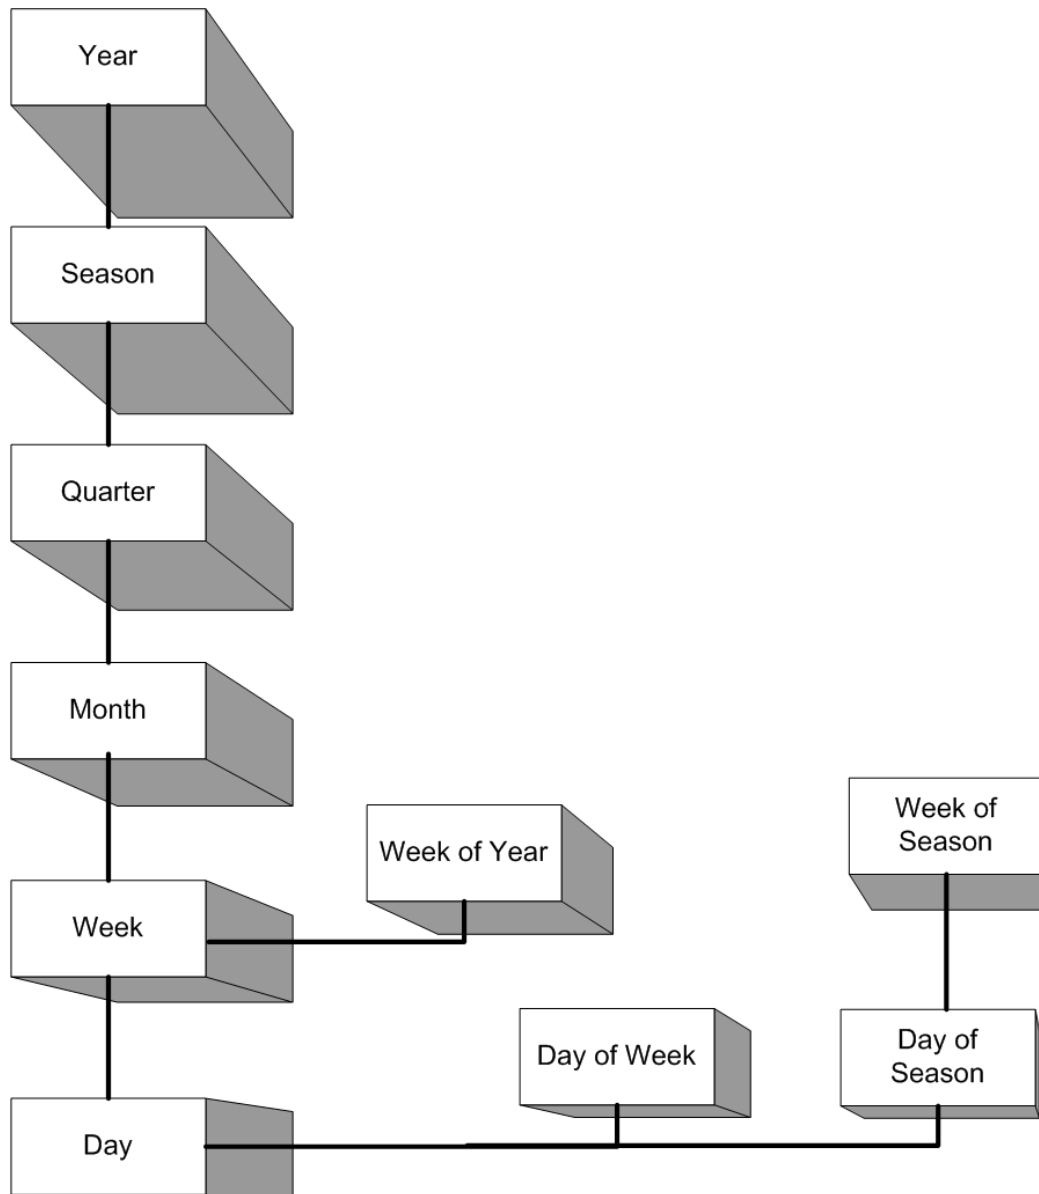 Year
Season
Quarter
Month
Week of Year
Week of
Season
Week
Day of Week
Day of
Season
Day